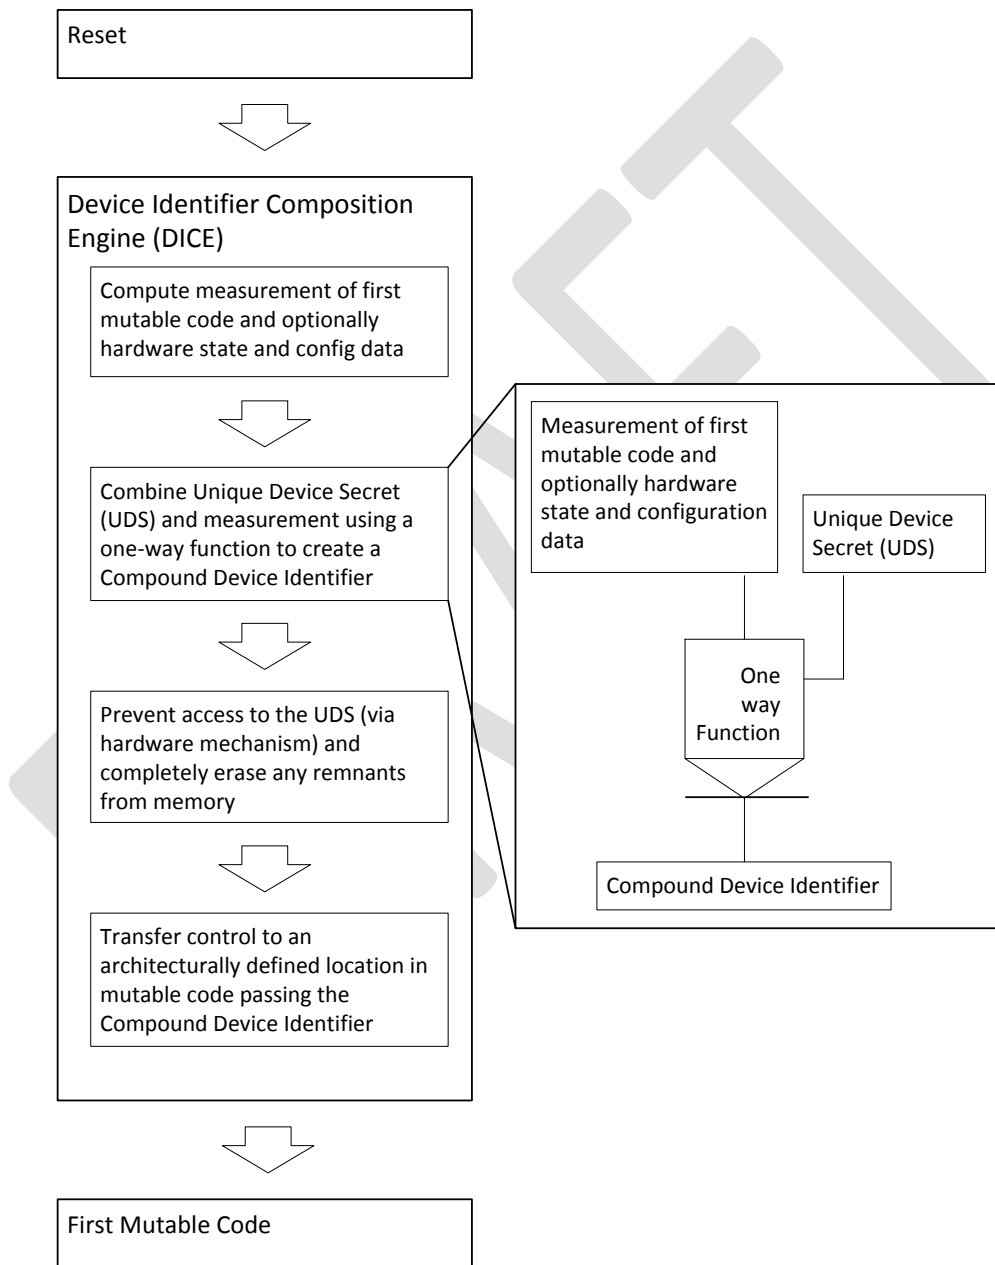 Reset
Device Identifier Composition
Engine (DICE)
Compute measurement of first
mutable code and optionally
hardware state and config data
Combine Unique Device Secret
(UDS) and measurement using a
one-way function to create a
Compound Device Identifier
Prevent access to the UDS (via
hardware mechanism) and
completely erase any remnants
from memory
Transfer control to an
architecturally defined location in
mutable code passing the
Compound Device Identifier
Measurement of first
mutable code and
optionally hardware
state and configuration
data
Unique Device
Secret (UDS)
One
way
Function
Compound Device Identifier
First Mutable Code